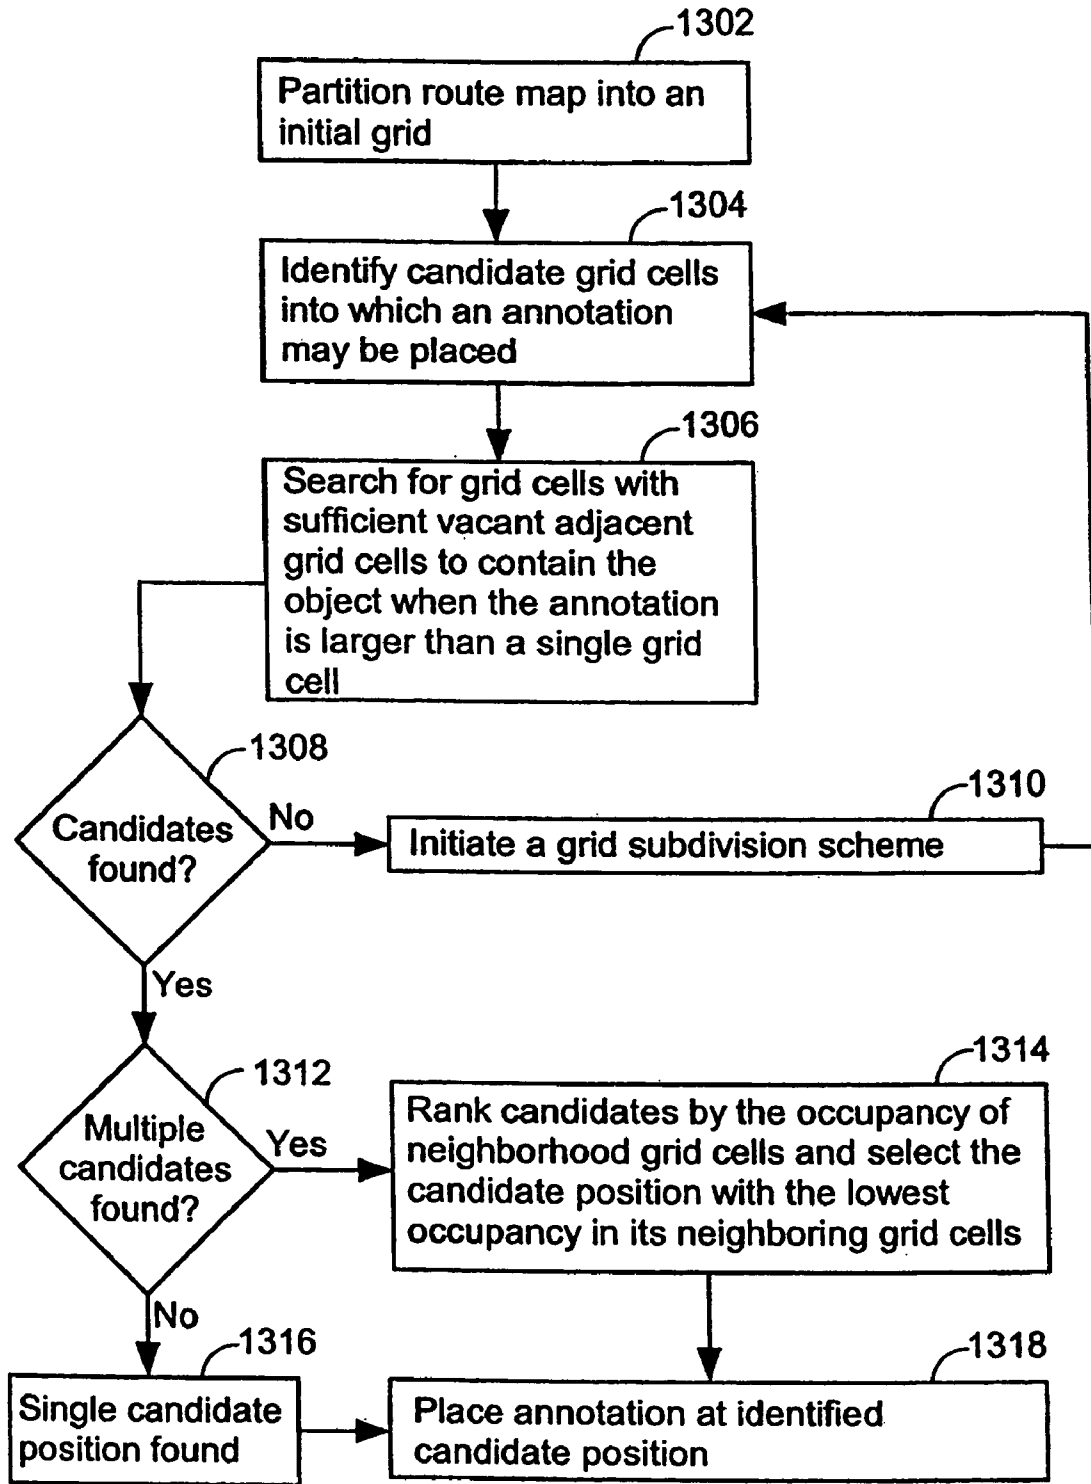 1302
Partition route map into an
initial grid
1304
Identify candidate grid cells
into which an annotation
may be placed
1306
Search for grid cells with
sufficient vacant adjacent
grid cells to contain the
object when the annotation
is larger than a single grid
cell
1308
Candidates
found?
No
1310
Initiate a grid subdivision scheme
Yes
1312
Multiple
candidates
found?
Yes
1314
Rank candidates by the occupancy of
neighborhood grid cells and select the
candidate position with the lowest
occupancy in its neighboring grid cells
No
1316
Single candidate
position found
1318
Place annotation at identified
candidate position